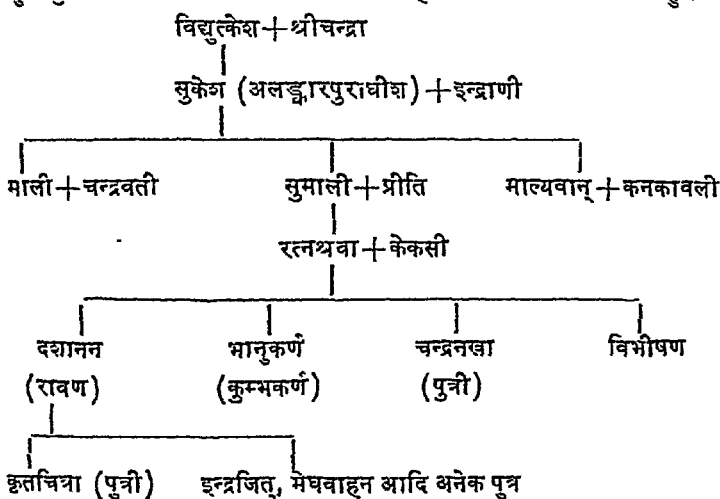 विद्युत्केश+श्रीचन्द्रा
सुकेश (अलङ्कारपुराधीश)+इन्द्राणी
माली+चन्द्रवती सुमाली+प्रीति माल्यवान्+कनकावली
रत्नश्रवा+केकसी
दशानन भानुकर्ण चन्द्रनखा विभीषण
(रावण) (कुम्भकर्ण) (पुत्री)
कृतचित्रा (पुत्री) इन्द्रजित्, मेघवाहन आदि अनेक पुत्र